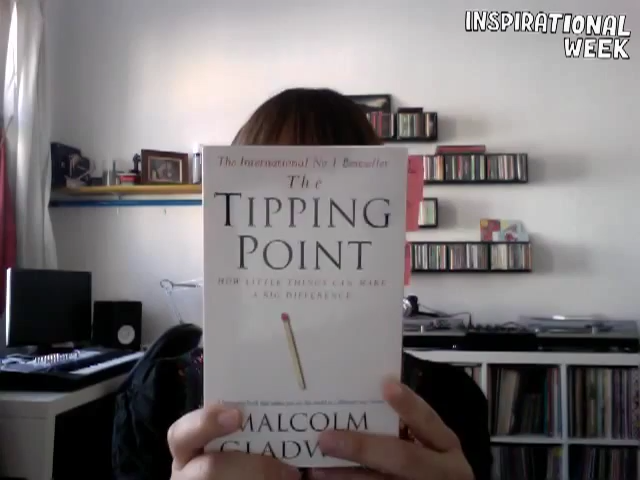 INSPIRATIONAL
WEEK
The International No 1 Bestseller
The
TIPPING
POINT
HOW LITTLE THINGS CAN MAKE
A BIG DIFFERENCE
MALCOLM